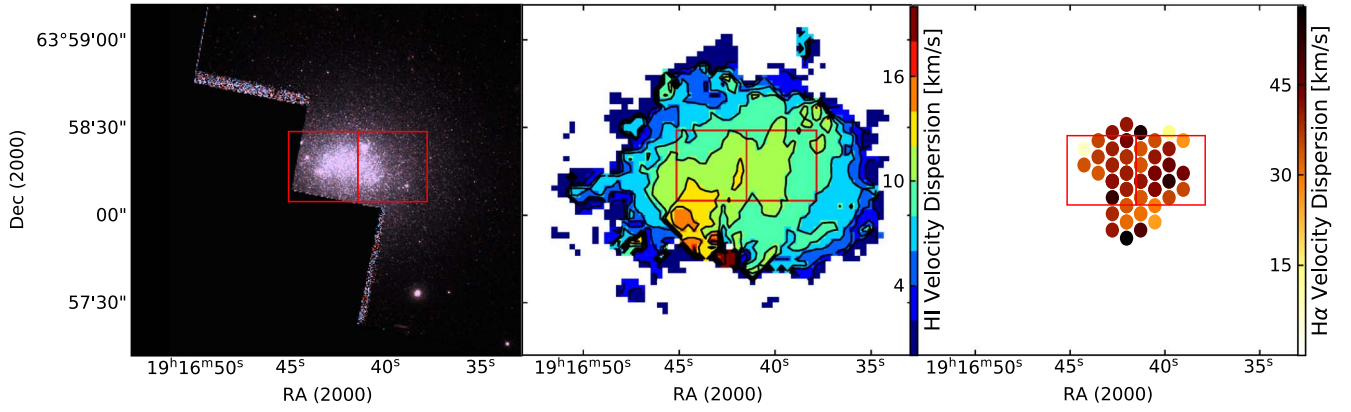 Dec (2000)
63°59'00"
58'30"
00"
57'30"
19ʰ16ᵐ50ˢ 45ˢ 40ˢ 35ˢ
RA (2000)
16
10
4
HI Velocity Dispersion [km/s]
19ʰ16ᵐ50ˢ 45ˢ 40ˢ 35ˢ
RA (2000)
45
30
15
Hα Velocity Dispersion [km/s]
19ʰ16ᵐ50ˢ 45ˢ 40ˢ 35ˢ
RA (2000)